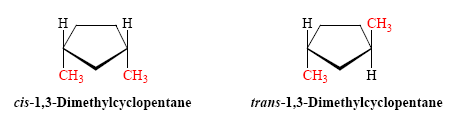 H H H CH3
CH3 CH3 CH3 H
cis-1,3-Dimethylcyclopentane trans-1,3-Dimethylcyclopentane